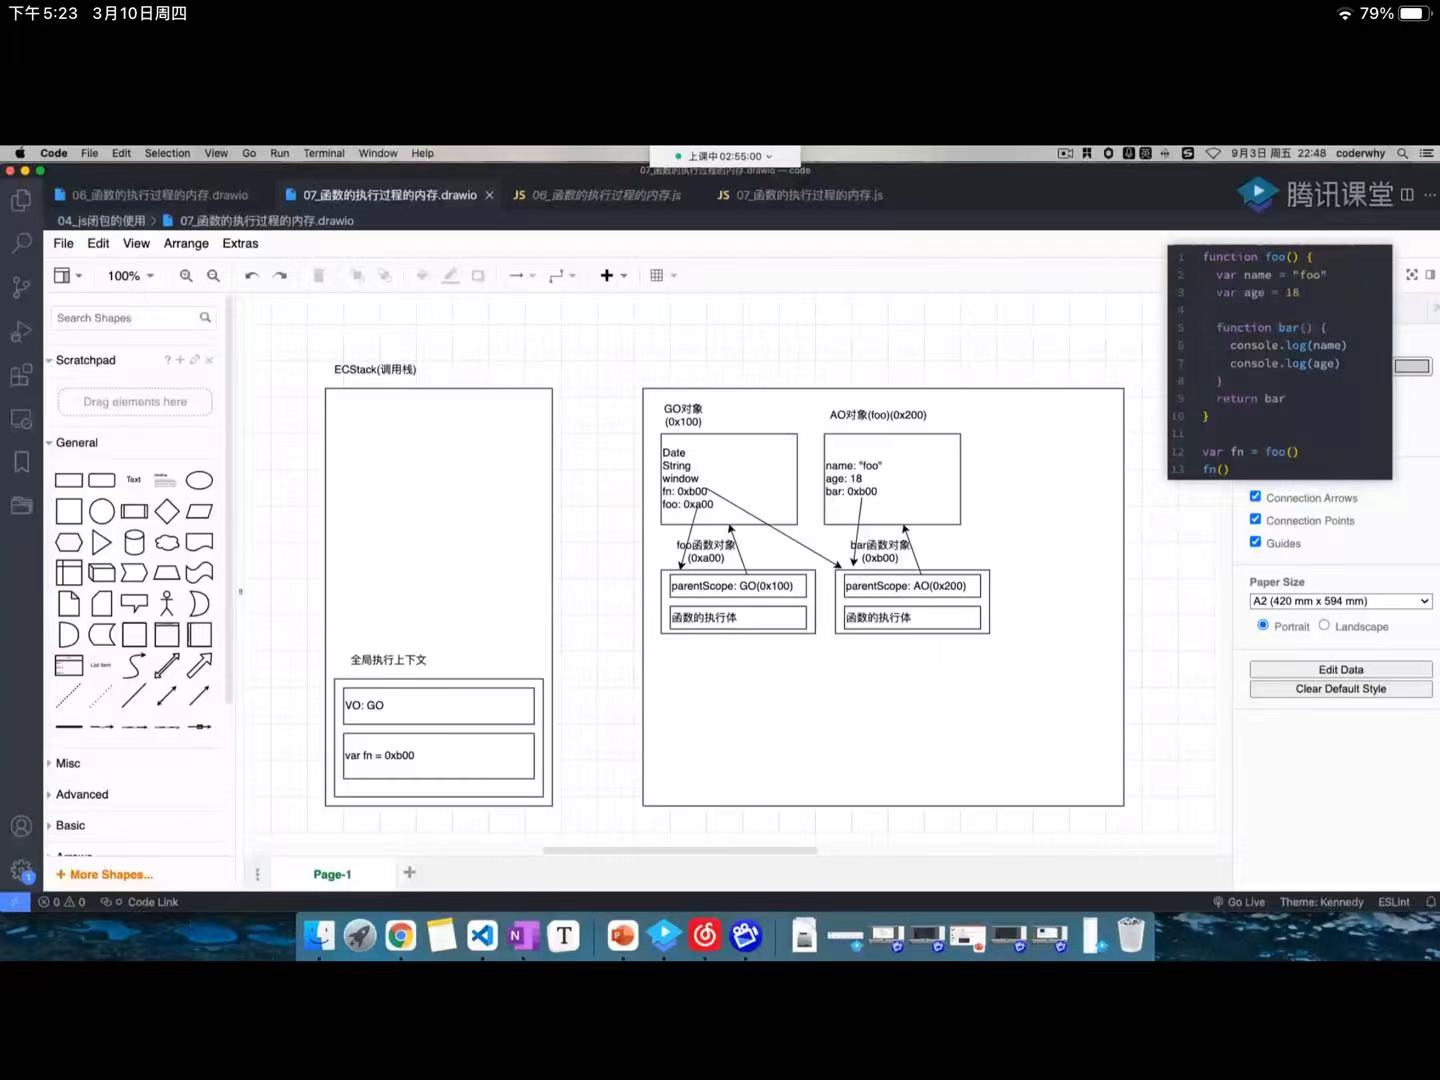 下午5:23 3月10日周四
79%
Code File Edit Selection View Go Run Terminal Window Help
上课中 02:55:00
9月3日 周五 22:48 coderwhy
07_函数的执行过程的内存.drawio — code
06_函数的执行过程的内存.drawio
07_函数的执行过程的内存.drawio
JS 06_函数的执行过程的内存.js
JS 07_函数的执行过程的内存.js
腾讯课堂
04_js闭包的使用 > 07_函数的执行过程的内存.drawio
File Edit View Arrange Extras
100%
Search Shapes
Scratchpad
Drag elements here
General
Text
List Item
Misc
Advanced
Basic
+ More Shapes...
ECStack(调用栈)
全局执行上下文
VO: GO
var fn = 0xb00
GO对象
(0x100)
Date
String
window
fn: 0xb00
foo: 0xa00
AO对象(foo)(0x200)
name: "foo"
age: 18
bar: 0xb00
foo函数对象
(0xa00)
parentScope: GO(0x100)
函数的执行体
bar函数对象
(0xb00)
parentScope: AO(0x200)
函数的执行体
1 function foo() {
2 var name = "foo"
3 var age = 18
4
5 function bar() {
6 console.log(name)
7 console.log(age)
8 }
9 return bar
10 }
11
12 var fn = foo()
13 fn()
Connection Arrows
Connection Points
Guides
Paper Size
A2 (420 mm x 594 mm)
Portrait Landscape
Edit Data
Clear Default Style
Page-1
1
0 0 Code Link
Go Live Theme: Kennedy ESLint
N
T
P